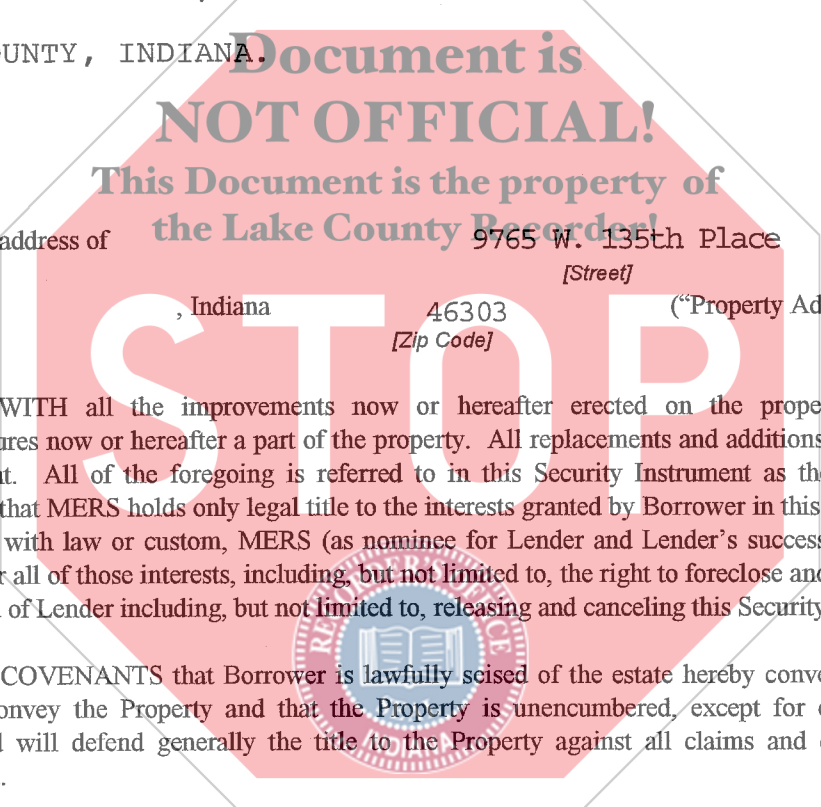 OUNTY, INDIANA.
Document is
NOT OFFICIAL!
This Document is the property of
the Lake County Recorder!
address of 9765 W. 135th Place
[Street]
, Indiana 46303 ("Property Ad
[Zip Code]
STOP
WITH all the improvements now or hereafter erected on the prope
ures now or hereafter a part of the property. All replacements and additions
nt. All of the foregoing is referred to in this Security Instrument as the
that MERS holds only legal title to the interests granted by Borrower in this
with law or custom, MERS (as nominee for Lender and Lender's success
r all of those interests, including, but not limited to, the right to foreclose and
of Lender including, but not limited to, releasing and canceling this Security
RECORDER'S OFFICE
COVENANTS that Borrower is lawfully seised of the estate hereby conve
onvey the Property and that the Property is unencumbered, except for e
d will defend generally the title to the Property against all claims and
INDIANA